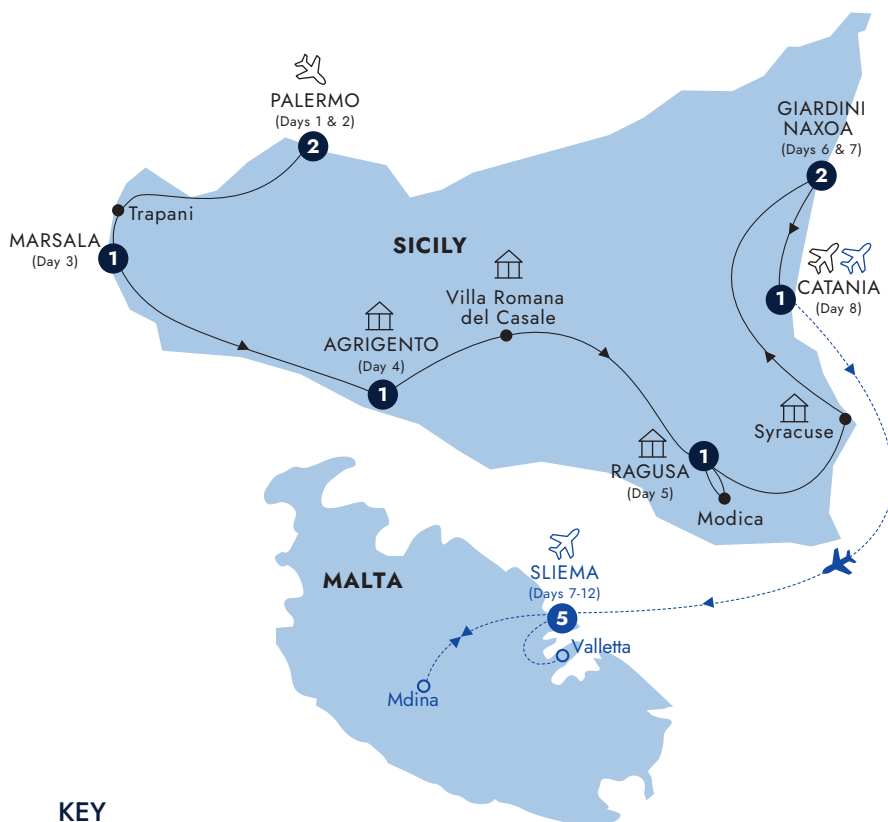 PALERMO
(Days 1 & 2)
2
GIARDINI
NAXOA
(Days 6 & 7)
2
Trapani
MARSALA
(Day 3)
1
SICILY
Villa Romana
del Casale
CATANIA
(Day 8)
1
AGRIGENTO
(Day 4)
1
Syracuse
RAGUSA
(Day 5)
1
Modica
MALTA
SLIEMA
(Days 7-12)
5
Valletta
Mdina
KEY